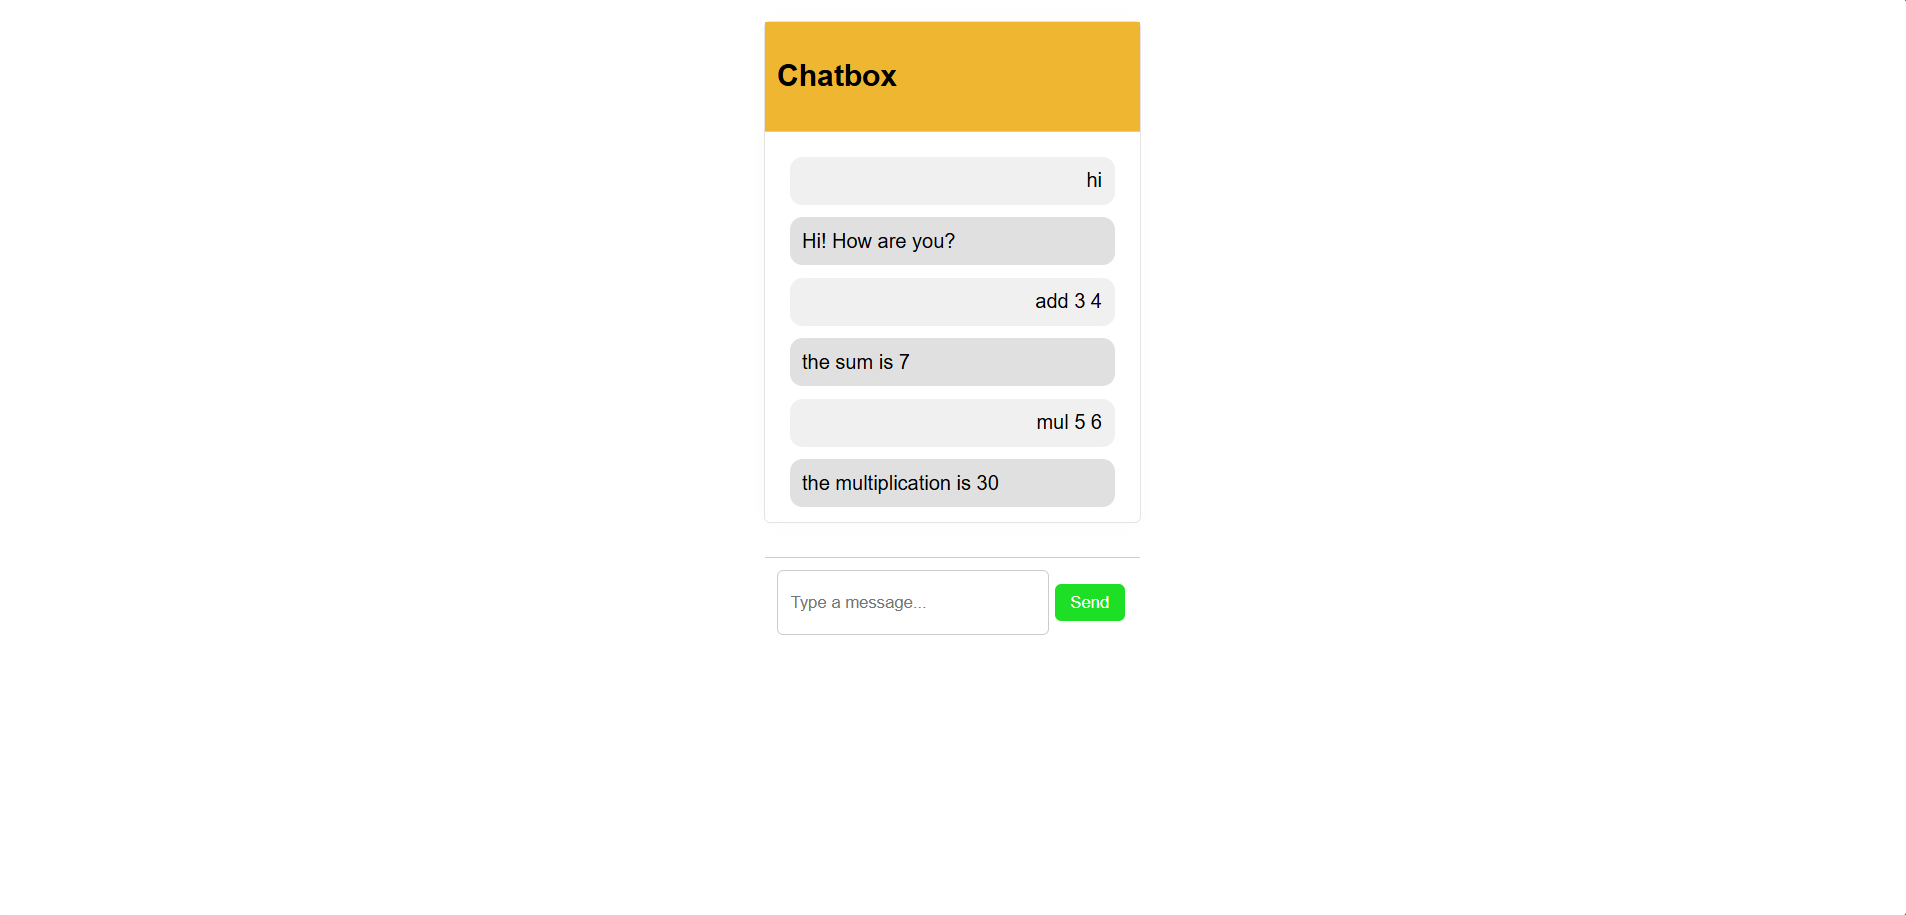 Chatbox
hi
Hi! How are you?
add 3 4
the sum is 7
mul 5 6
the multiplication is 30
Type a message...
Send